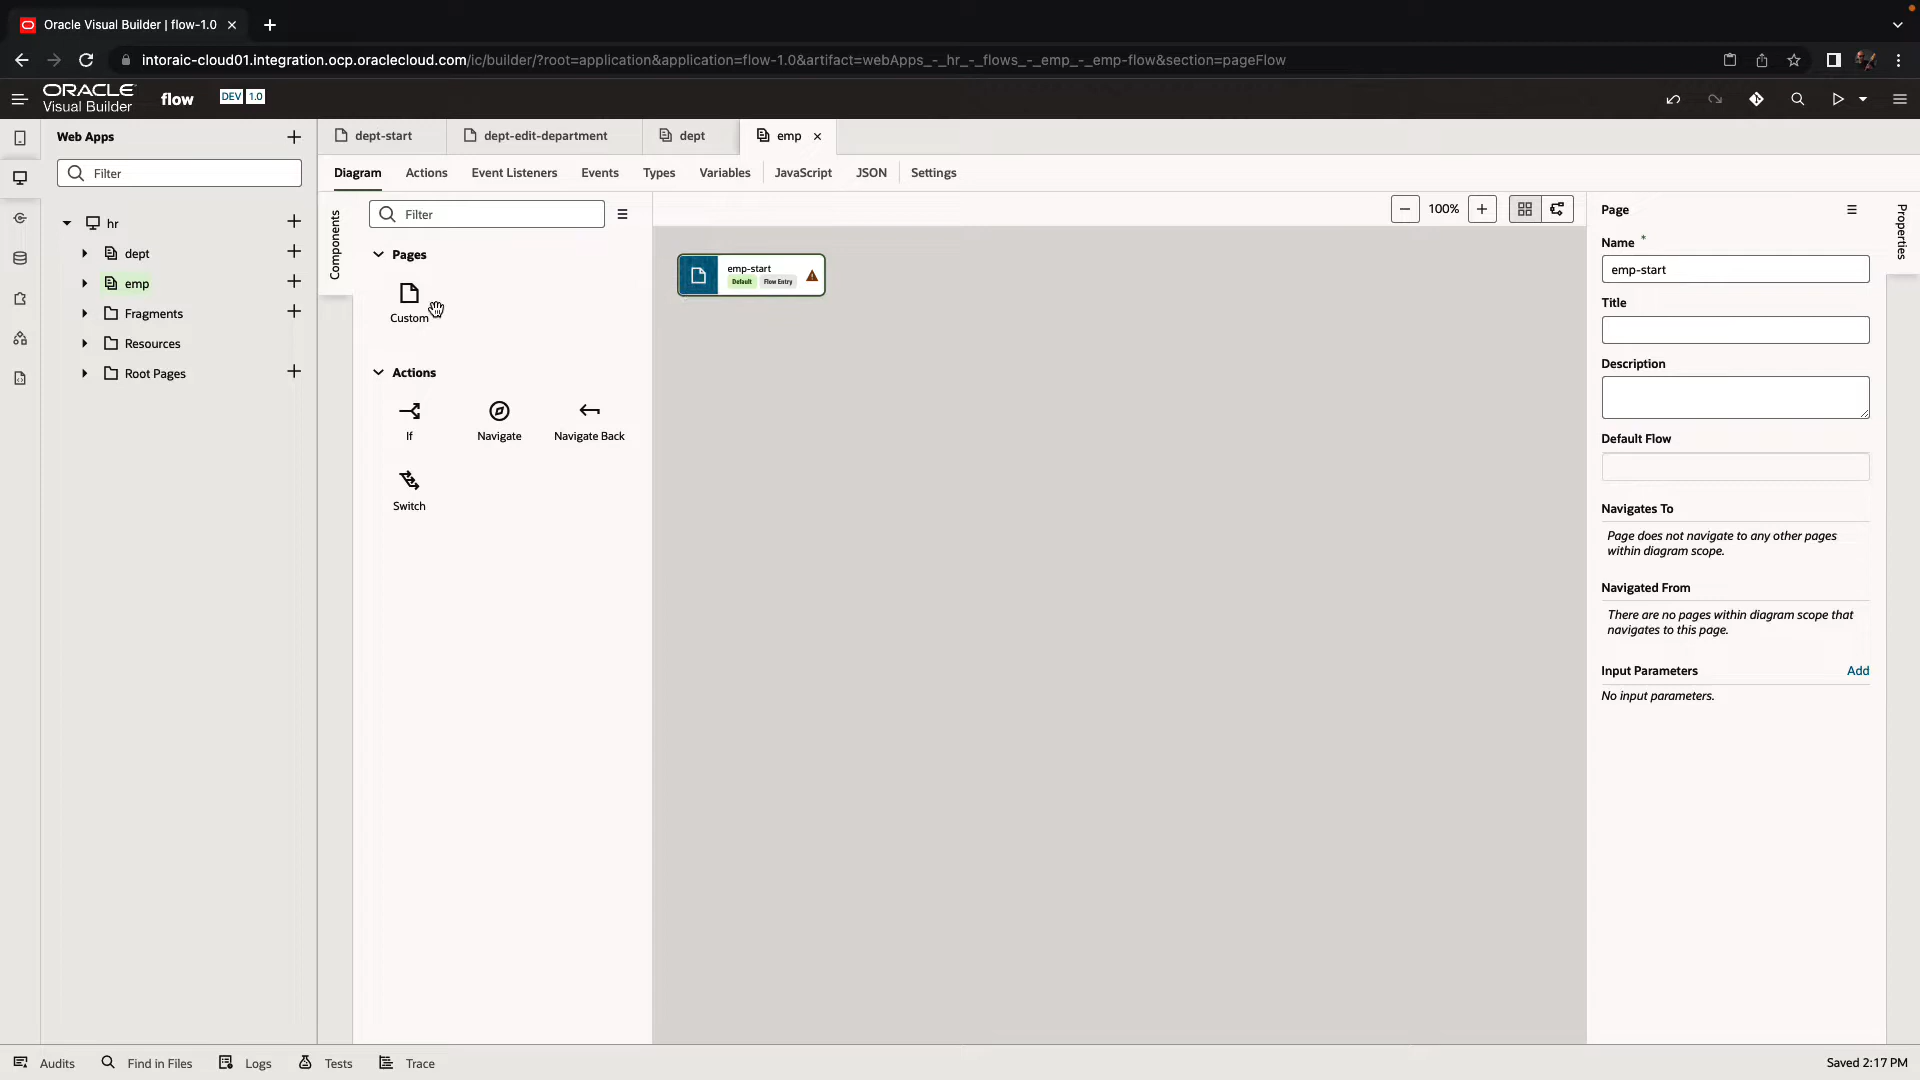 Oracle Visual Builder | flow-1.0
intoraic-cloud01.integration.ocp.oraclecloud.com/ic/builder/?root=application&application=flow-1.0&artifact=webApps_-_hr_-_flows_-_emp_-_emp-flow&section=pageFlow
ORACLE
Visual Builder
flow
DEV 1.0
Web Apps
Filter
hr
dept
emp
Fragments
Resources
Root Pages
dept-start
dept-edit-department
dept
emp
Diagram
Actions
Event Listeners
Events
Types
Variables
JavaScript
JSON
Settings
Components
Filter
Pages
Custom
Actions
If
Navigate
Navigate Back
Switch
100%
emp-start
Default
Flow Entry
Properties
Page
Name *
emp-start
Title
Description
Default Flow
Navigates To
Page does not navigate to any other pages
within diagram scope.
Navigated From
There are no pages within diagram scope that
navigates to this page.
Input Parameters
Add
No input parameters.
Audits
Find in Files
Logs
Tests
Trace
Saved 2:17 PM